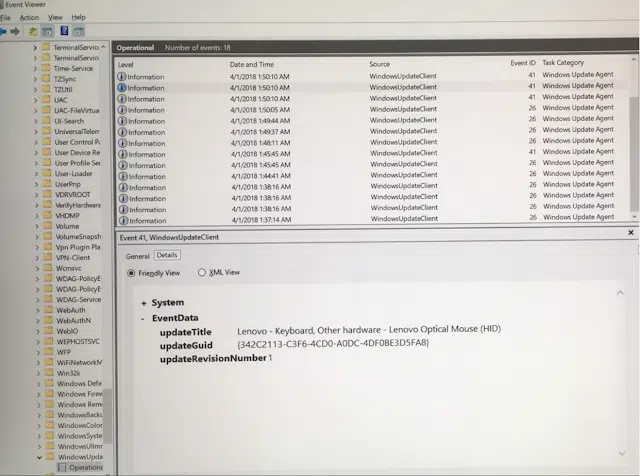 Event Viewer
File Action View Help
TerminalServio
TerminalServio
Time-Service
TZSync
TZUtil
UAC
UAC-FileVirtua
UI-Search
UniversalTelem
User Control Pa
User Device Re
User Profile Ser
User-Loader
UserPnp
VDRVROOT
VerifyHardware
VHDMP
Volume
VolumeSnapsh
Vpn Plugin Pla
VPN-Client
Wcmsvc
WDAG-PolicyE
WDAG-PolicyE
WDAG-Service
WebAuth
WebAuthN
WebIO
WEPHOSTSVC
WFP
WiFiNetworkM
Win32k
Windows Defe
Windows Firew
Windows Rem
WindowsBacku
WindowsColor
WindowsSyste
WindowsUIImr
WindowsUpda
Operationa
Operational Number of events: 18
Level Date and Time Source Event ID Task Category
Information 4/1/2018 1:50:10 AM WindowsUpdateClient 41 Windows Update Agent
Information 4/1/2018 1:50:10 AM WindowsUpdateClient 41 Windows Update Agent
Information 4/1/2018 1:50:10 AM WindowsUpdateClient 41 Windows Update Agent
Information 4/1/2018 1:50:05 AM WindowsUpdateClient 26 Windows Update Agent
Information 4/1/2018 1:49:44 AM WindowsUpdateClient 26 Windows Update Agent
Information 4/1/2018 1:49:37 AM WindowsUpdateClient 26 Windows Update Agent
Information 4/1/2018 1:48:11 AM WindowsUpdateClient 26 Windows Update Agent
Information 4/1/2018 1:45:45 AM WindowsUpdateClient 41 Windows Update Agent
Information 4/1/2018 1:45:45 AM WindowsUpdateClient 26 Windows Update Agent
Information 4/1/2018 1:44:41 AM WindowsUpdateClient 26 Windows Update Agent
Information 4/1/2018 1:38:16 AM WindowsUpdateClient 26 Windows Update Agent
Information 4/1/2018 1:38:16 AM WindowsUpdateClient 26 Windows Update Agent
Information 4/1/2018 1:38:16 AM WindowsUpdateClient 26 Windows Update Agent
Information 4/1/2018 1:37:14 AM WindowsUpdateClient 26 Windows Update Agent
Event 41, WindowsUpdateClient
General Details
Friendly View XML View
+ System
- EventData
updateTitle Lenovo - Keyboard, Other hardware - Lenovo Optical Mouse (HID)
updateGuid {342C2113-C3F6-4CD0-A0DC-4DF0BE3D5FA8}
updateRevisionNumber 1